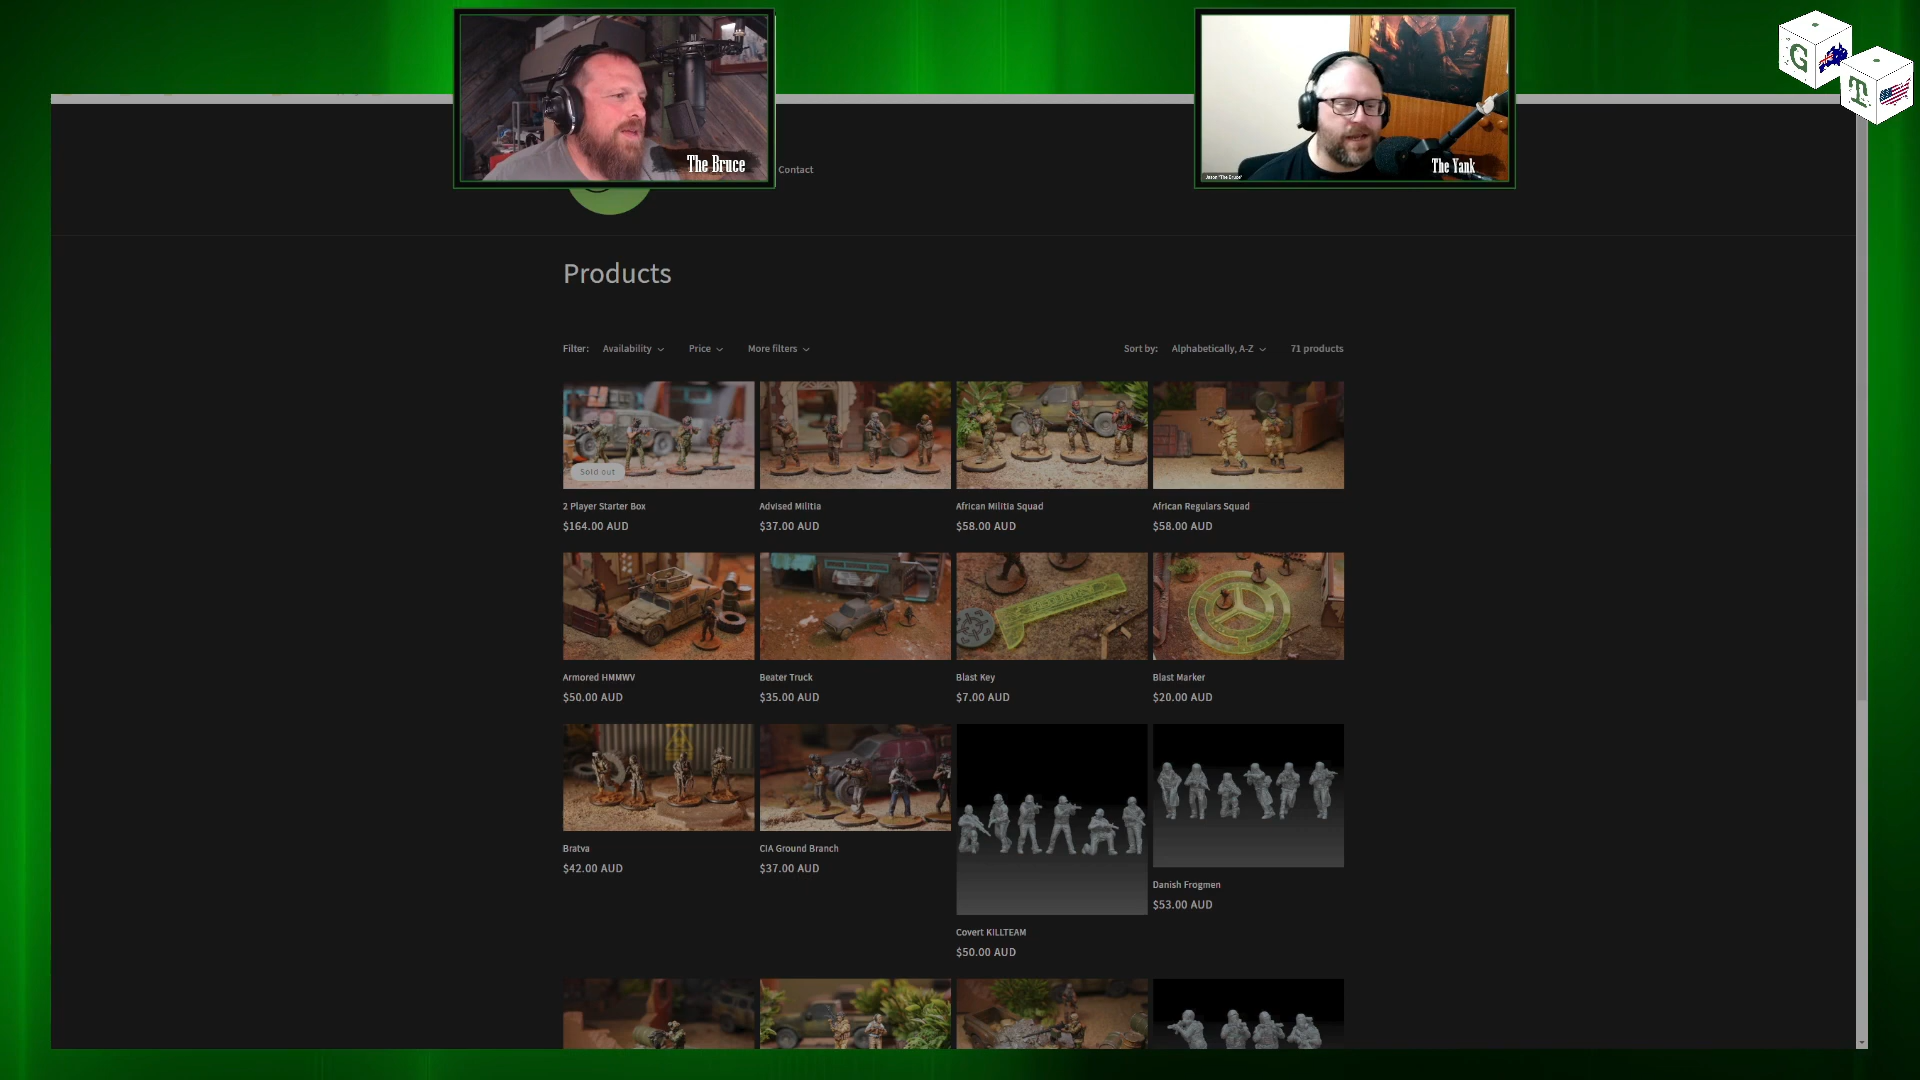 The Bruce
The Yank
G
T
Contact
Products
Filter: Availability Price More filters
Sort by: Alphabetically, A-Z 71 products
Sold out
2 Player Starter Box
$164.00 AUD
Advised Militia
$37.00 AUD
African Militia Squad
$58.00 AUD
African Regulars Squad
$58.00 AUD
Armored HMMWV
$50.00 AUD
Beater Truck
$35.00 AUD
Blast Key
$7.00 AUD
Blast Marker
$20.00 AUD
Bratva
$42.00 AUD
CIA Ground Branch
$37.00 AUD
Covert KILLTEAM
$50.00 AUD
Danish Frogmen
$53.00 AUD